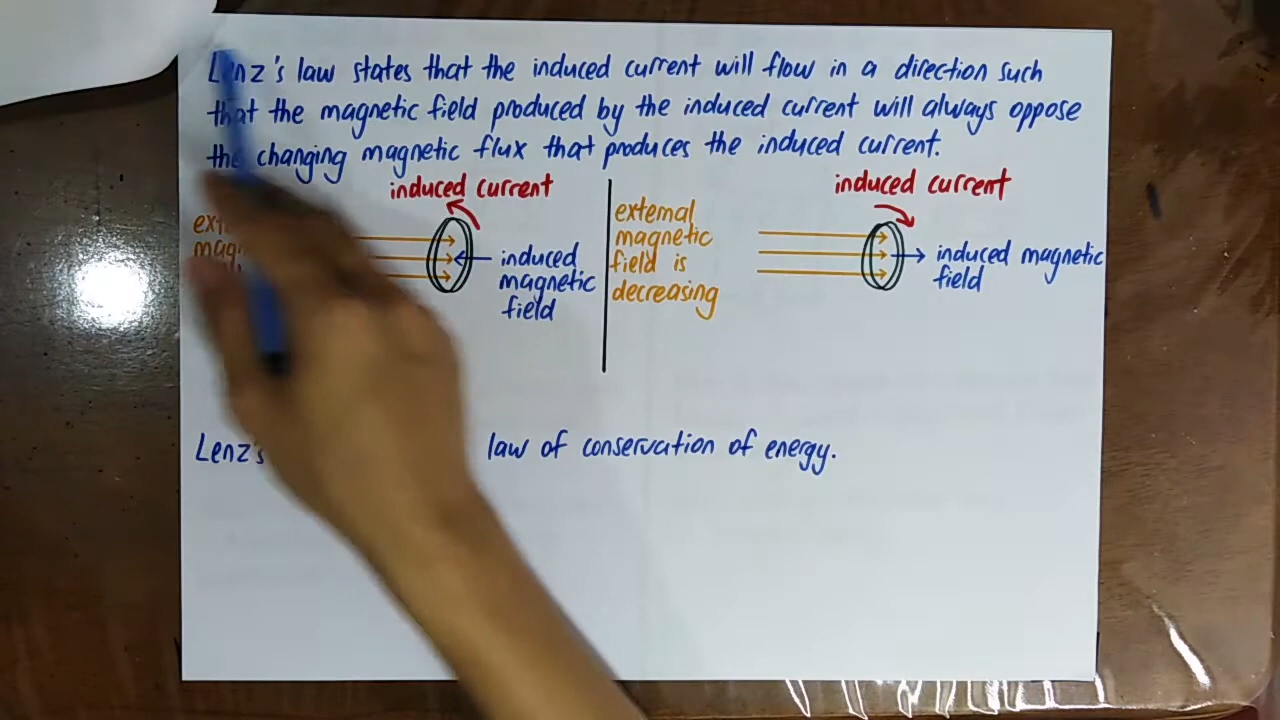 Lenz's law states that the induced current will flow in a direction such
that the magnetic field produced by the induced current will always oppose
the changing magnetic flux that produces the induced current.
induced current
induced
magnetic
field
external
magnetic
field is
decreasing
induced current
induced magnetic
field
Lenz's law of conservation of energy.